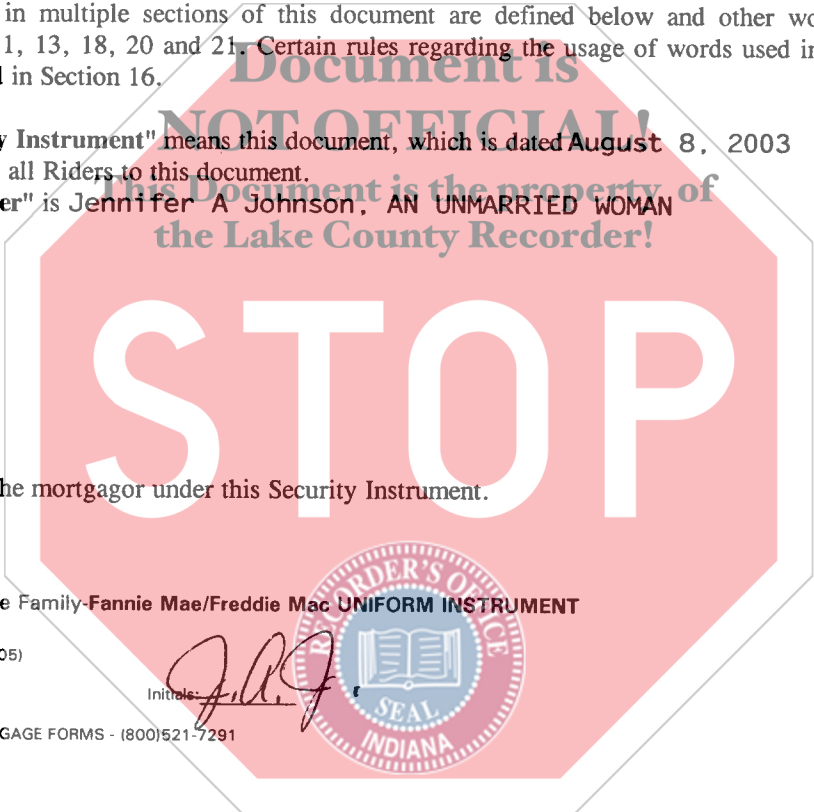 in multiple sections of this document are defined below and other wo
1, 13, 18, 20 and 21. Certain rules regarding the usage of words used in
in Section 16.
Document is
NOT OFFICIAL!
This Document is the property of
the Lake County Recorder!
y Instrument" means this document, which is dated August 8, 2003
all Riders to this document.
er" is Jennifer A Johnson, AN UNMARRIED WOMAN
STOP
he mortgagor under this Security Instrument.
e Family-Fannie Mae/Freddie Mac UNIFORM INSTRUMENT
05)
Initials: J.A.J
GAGE FORMS - (800)521-7291
RECORDER'S OFFICE
SEAL
INDIANA